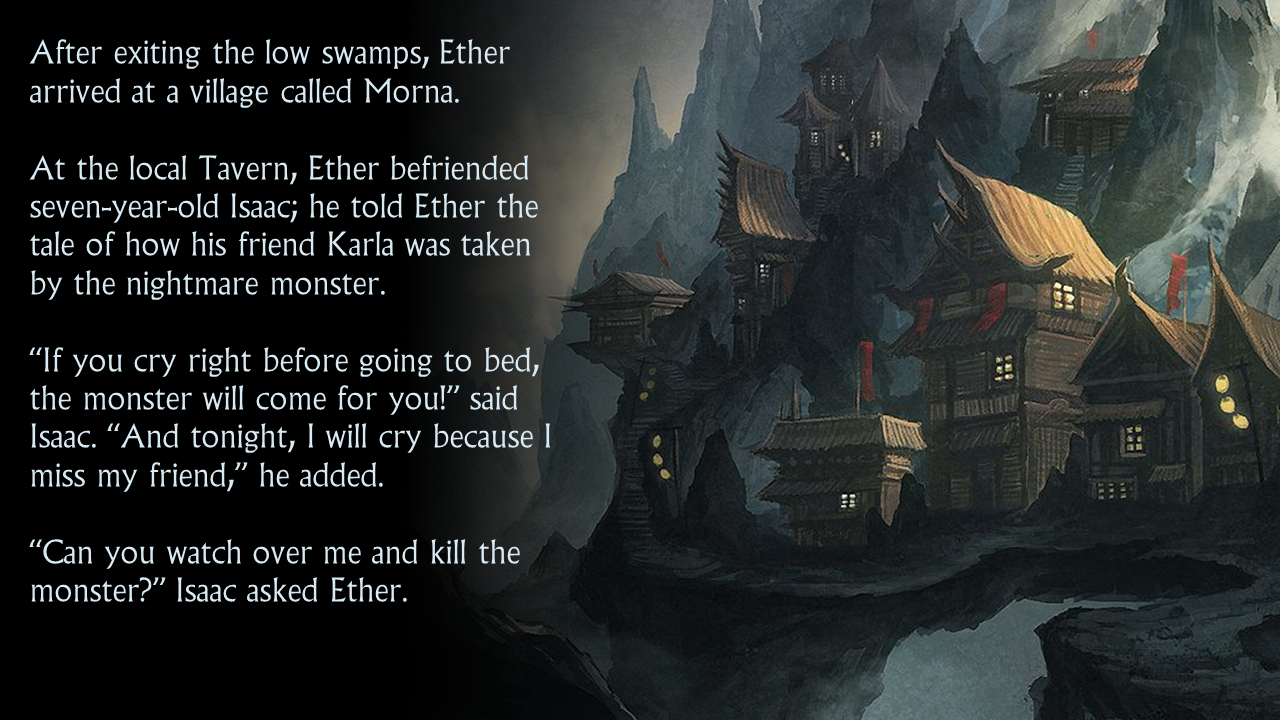 After exiting the low swamps, Ether
arrived at a village called Morna.
At the local Tavern, Ether befriended
seven-year-old Isaac; he told Ether the
tale of how his friend Karla was taken
by the nightmare monster.
“If you cry right before going to bed,
the monster will come for you!” said
Isaac. “And tonight, I will cry because I
miss my friend,” he added.
“Can you watch over me and kill the
monster?” Isaac asked Ether.